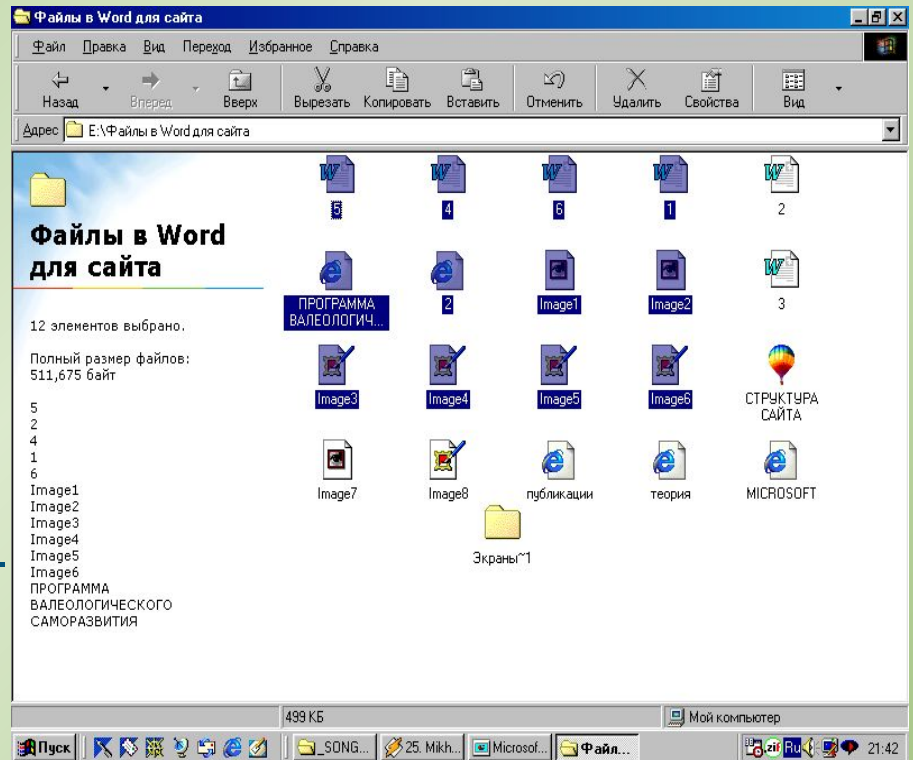 Файлы в Word для сайта
Файл Правка Вид Переход Избранное Справка
Назад Вперед Вверх Вырезать Копировать Вставить Отменить Удалить Свойства Вид
Адрес E:\Файлы в Word для сайта
Файлы в Word
для сайта
12 элементов выбрано.
Полный размер файлов:
511,675 байт
5
2
4
1
6
Image1
Image2
Image3
Image4
Image5
Image6
ПРОГРАММА
ВАЛЕОЛОГИЧЕСКОГО
САМОРАЗВИТИЯ
5 4 6 1 2
ПРОГРАММА
ВАЛЕОЛОГИЧ...
2 Image1 Image2 3
Image3 Image4 Image5 Image6
СТРУКТУРА
САЙТА
Image7 Image8 публикации теория MICROSOFT
Экраны~1
499 КБ Мой компьютер
Пуск _SONG... 25. Mikh... Microsof... Файл... .zif Ru 21:42